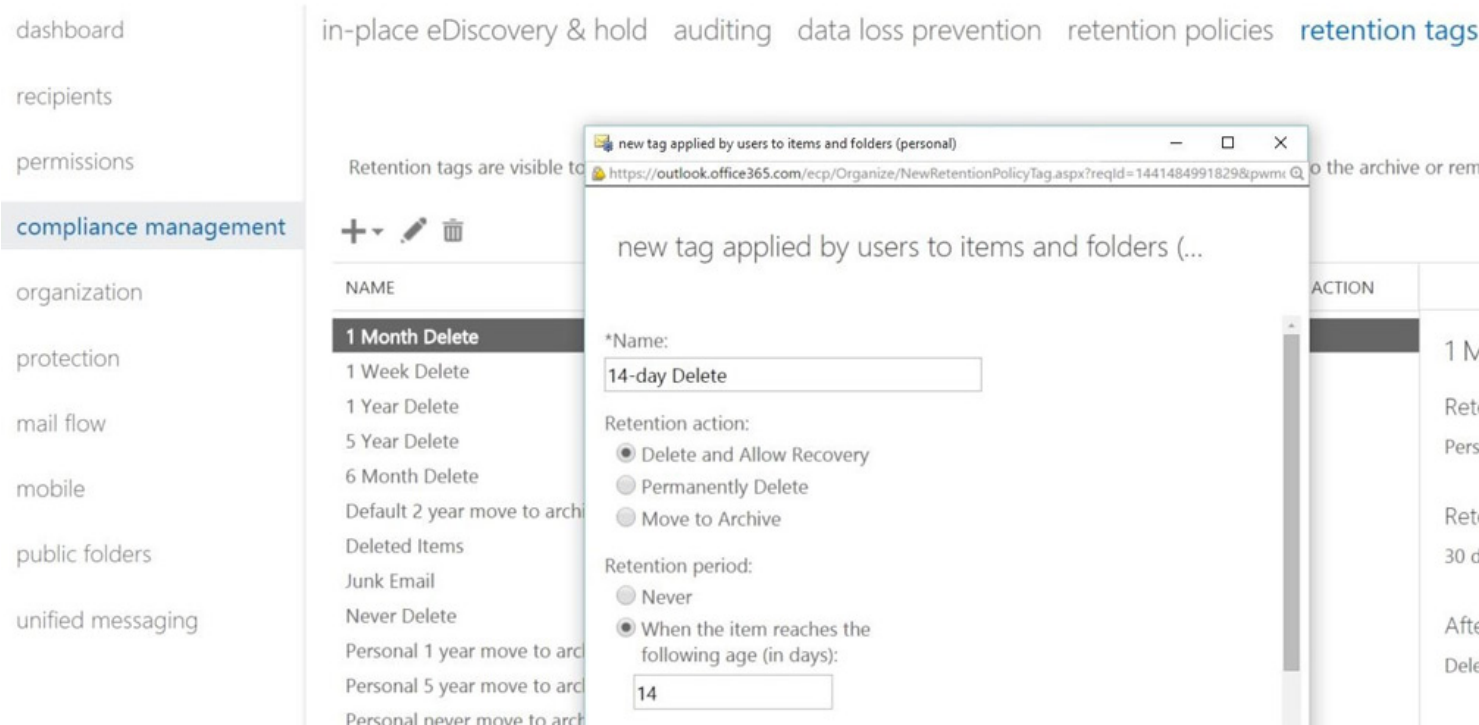 dashboard
recipients
permissions
compliance management
organization
protection
mail flow
mobile
public folders
unified messaging
in-place eDiscovery & hold auditing data loss prevention retention policies retention tags
Retention tags are visible to
o the archive or rem
NAME
ACTION
1 Month Delete
1 Week Delete
1 Year Delete
5 Year Delete
6 Month Delete
Default 2 year move to archi
Deleted Items
Junk Email
Never Delete
Personal 1 year move to arc
Personal 5 year move to arc
Personal never move to arch
new tag applied by users to items and folders (personal)
https://outlook.office365.com/ecp/Organize/NewRetentionPolicyTag.aspx?reqId=1441484991829&pwmc
new tag applied by users to items and folders (...
*Name:
14-day Delete
Retention action:
Delete and Allow Recovery
Permanently Delete
Move to Archive
Retention period:
Never
When the item reaches the
following age (in days):
14
1 M
Rete
Pers
Rete
30 d
Afte
Dele